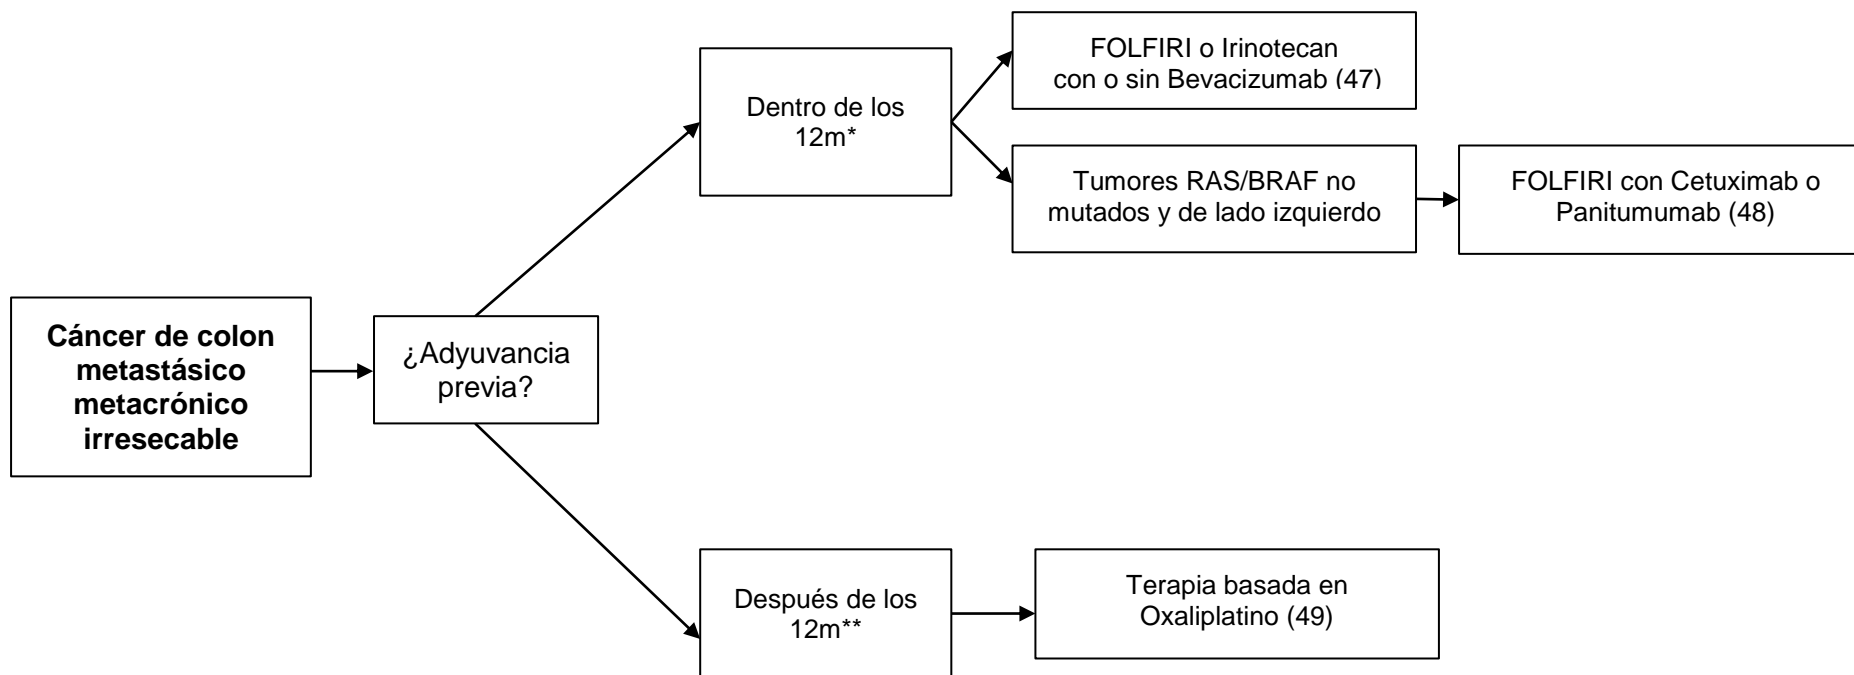 FOLFIRI o Irinotecan
con o sin Bevacizumab (47)
Dentro de los
12m*
Tumores RAS/BRAF no
mutados y de lado izquierdo
FOLFIRI con Cetuximab o
Panitumumab (48)
Cáncer de colon
metastásico
metacrónico
irresecable
¿Adyuvancia
previa?
Después de los
12m**
Terapia basada en
Oxaliplatino (49)